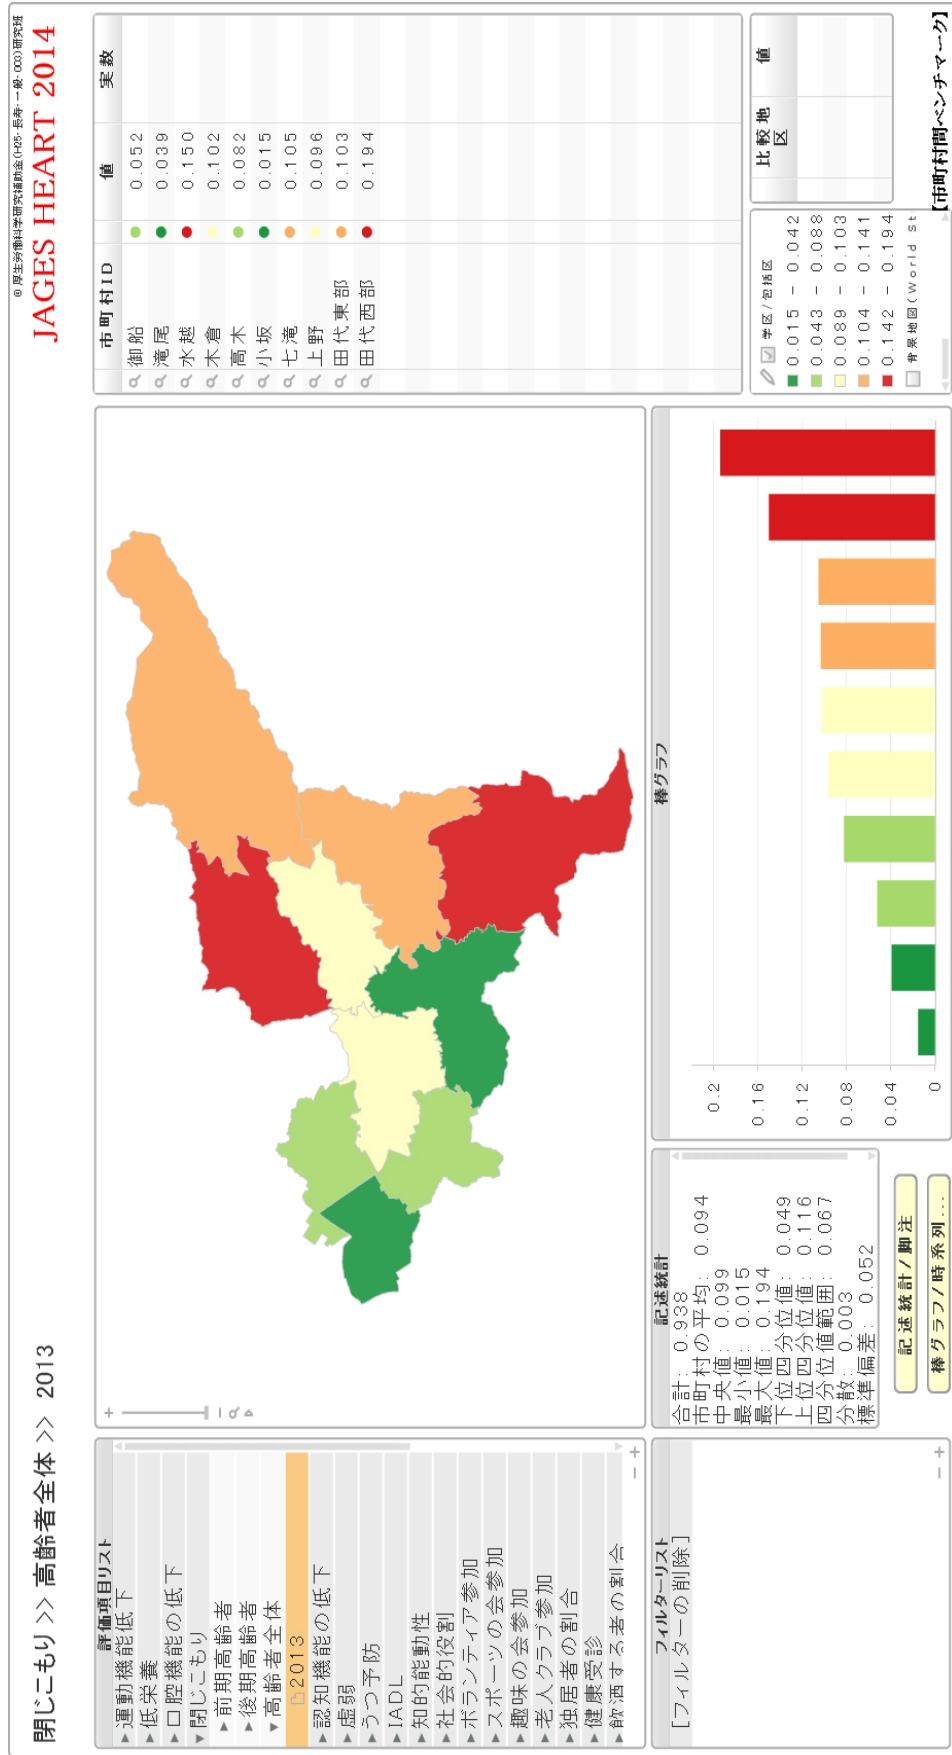 閉じこもり >> 高齢者全体 >> 2013
JAGES HEART 2014
評価項目リスト
▸運動機能低下
▸低栄養
▸口腔機能の低下
▾閉じこもり
▸前期高齢者
▸後期高齢者
▾高齢者全体
2013
▸認知機能の低下
▸虚弱
▸うつ予防
▸IADL
▸知的能動性
▸社会的役割
▸ボランティア参加
▸スポーツの会参加
▸趣味の会参加
▸老人クラブ参加
▸独居者の割合
▸健康受診
▸飲酒する者の割合
フィルターリスト
[フィルターの削除]
市町村ID 値 実数
御船 0.052
滝尾 0.039
水越 0.150
木倉 0.102
高木 0.082
小坂 0.015
七滝 0.105
上野 0.096
田代東部 0.103
田代西部 0.194
記述統計
合計: 0.938
市町村の平均: 0.094
中央値: 0.099
最小値: 0.015
最大値: 0.194
下位四分位値: 0.049
上位四分位値: 0.116
四分位値範囲: 0.067
分散: 0.003
標準偏差: 0.052
記述統計/脚注
棒グラフ/時系列...
棒グラフ
0.2
0.16
0.12
0.08
0.04
0
学区/包括区
0.015 - 0.042
0.043 - 0.088
0.089 - 0.103
0.104 - 0.141
0.142 - 0.194
背景地図(World St
比較地区 値
【市町村間ベンチマーク】